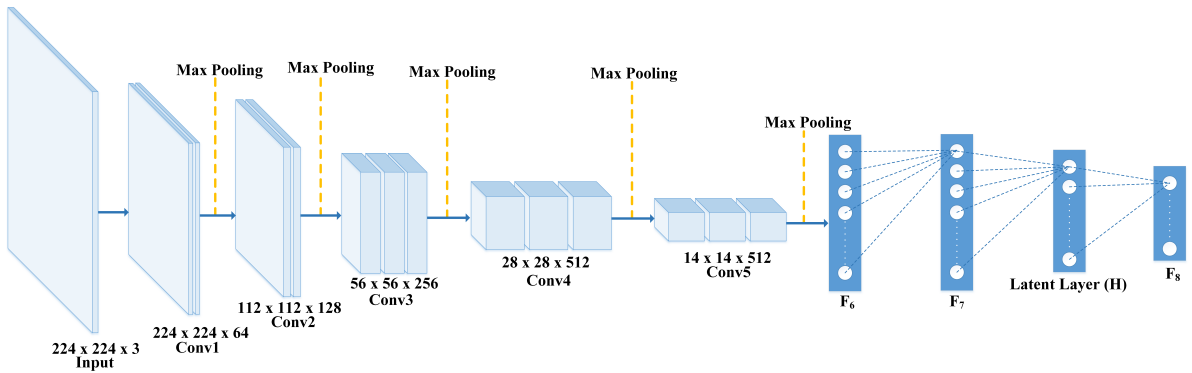 Max Pooling
Max Pooling
Max Pooling
Max Pooling
Max Pooling
224 x 224 x 3
Input
224 x 224 x 64
Conv1
112 x 112 x 128
Conv2
56 x 56 x 256
Conv3
28 x 28 x 512
Conv4
14 x 14 x 512
Conv5
F6
F7
Latent Layer (H)
F8